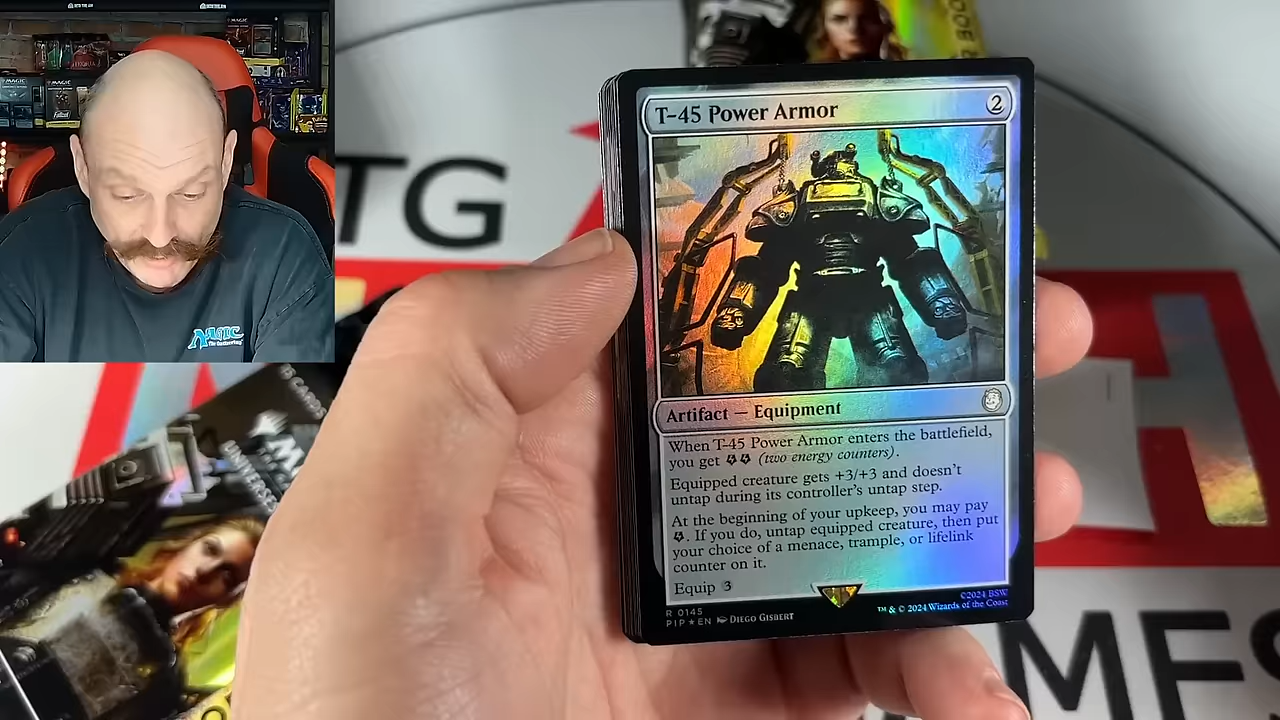 T-45 Power Armor 2
Artifact — Equipment
When T-45 Power Armor enters the battlefield,
you get (two energy counters).
Equipped creature gets +3/+3 and doesn't
untap during its controller's untap step.
At the beginning of your upkeep, you may pay
. If you do, untap equipped creature, then put
your choice of a menace, trample, or lifelink
counter on it.
Equip 3
R 0145
PIP ★ EN DIEGO GISBERT
©2024 BSW
™ & © 2024 Wizards of the Coast
MAGIC
The Gathering
TG
MES